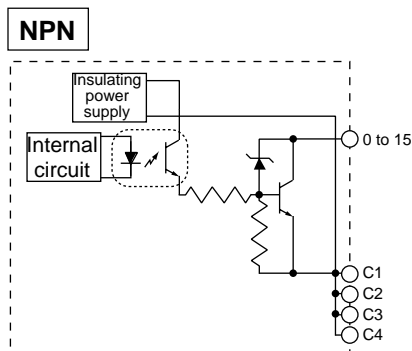 NPN
Insulating
power
supply
Internal
circuit
0 to 15
C1
C2
C3
C4